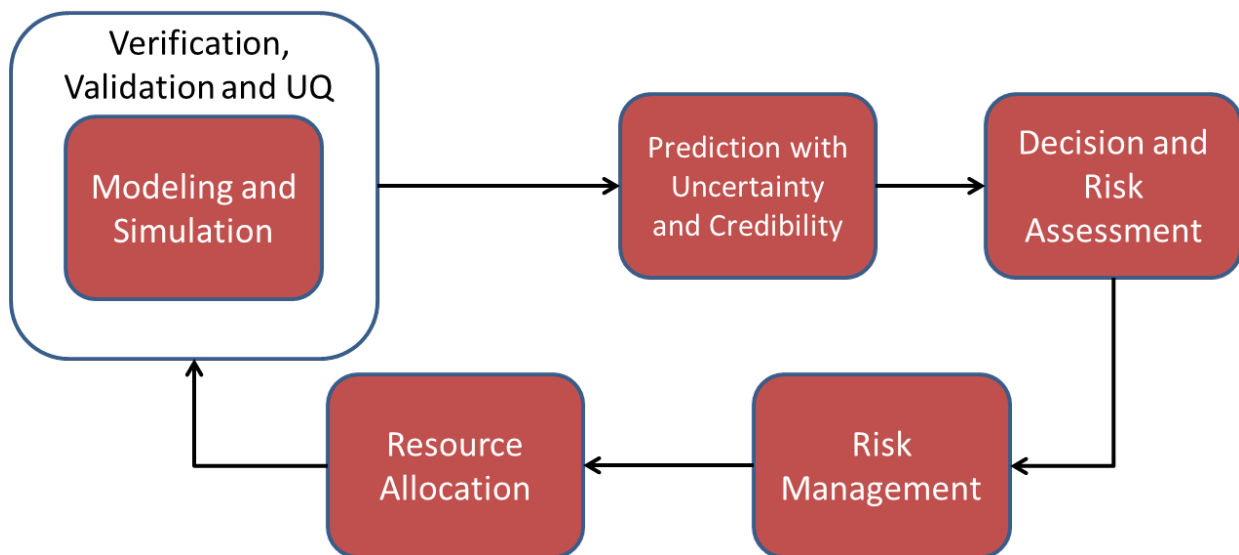 Verification,
Validation and UQ
Modeling and
Simulation
Prediction with
Uncertainty
and Credibility
Decision and
Risk
Assessment
Resource
Allocation
Risk
Management